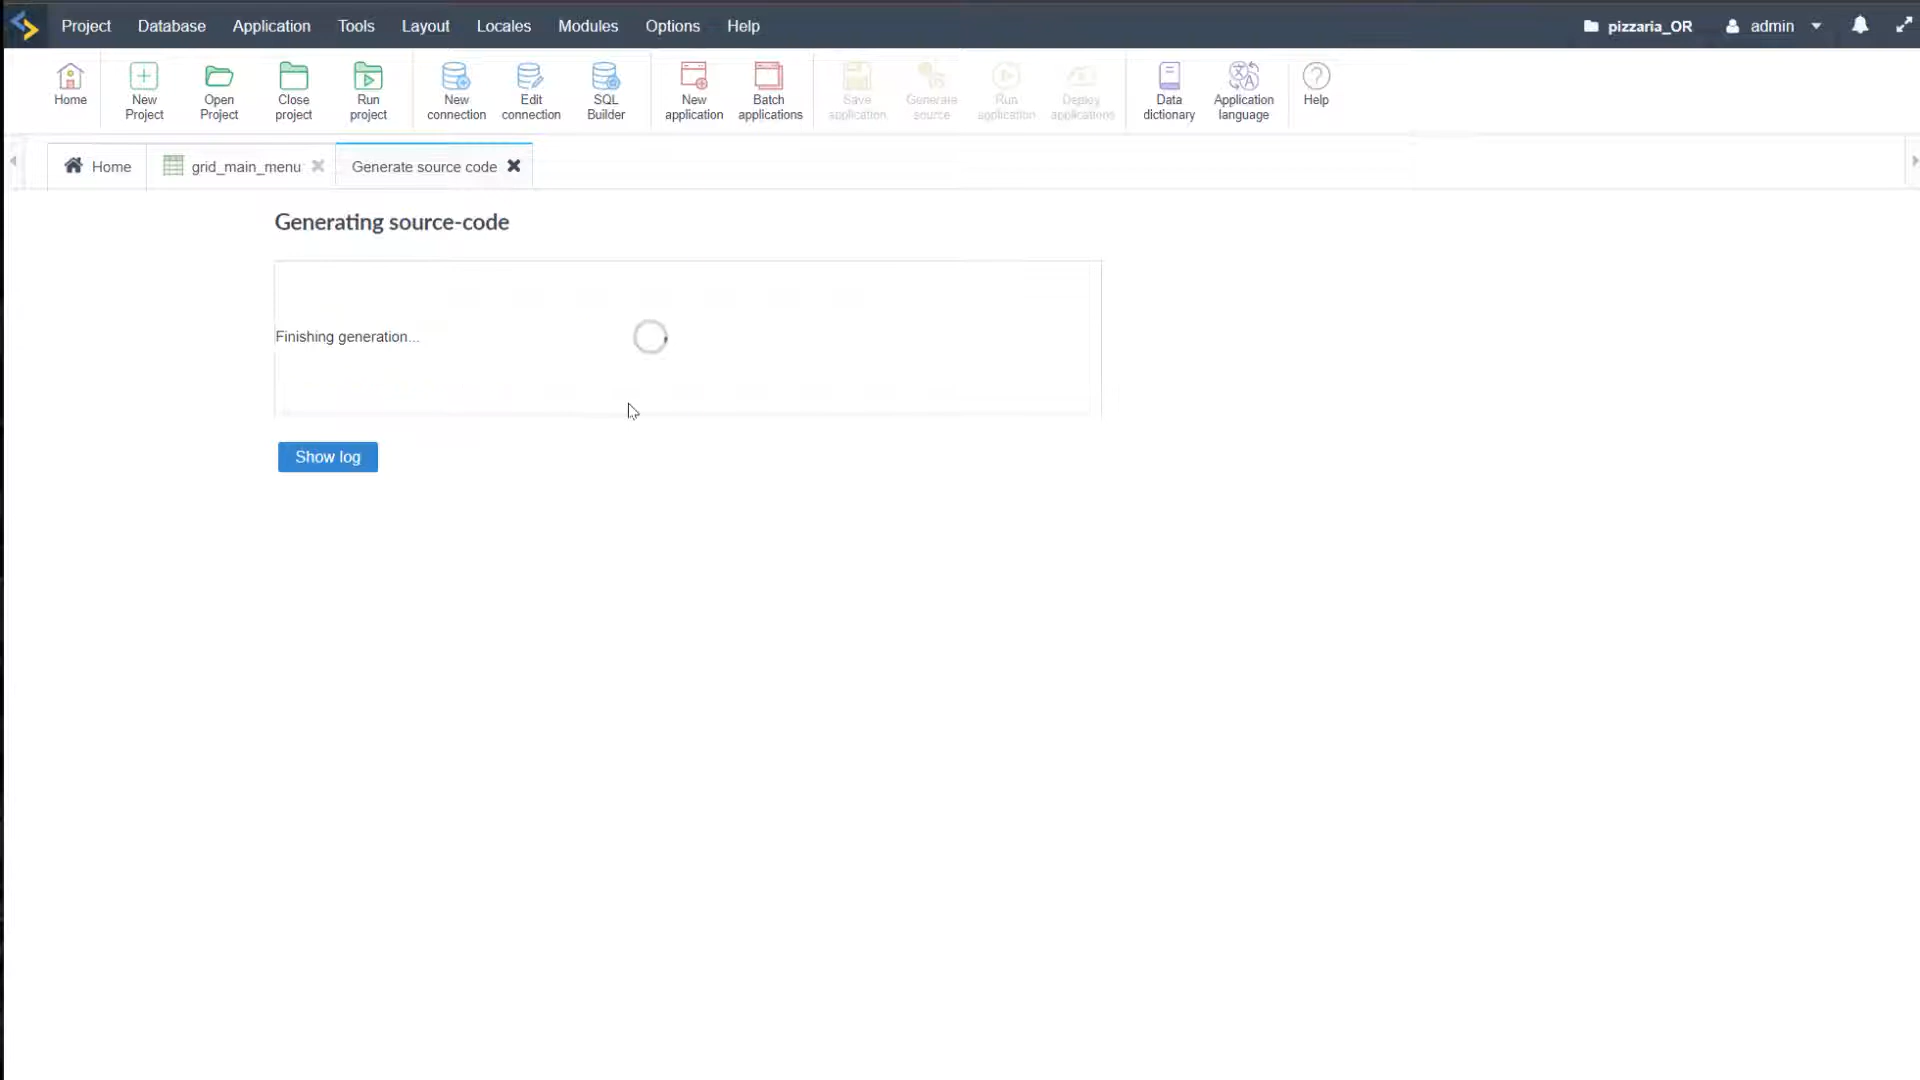 Project Database Application Tools Layout Locales Modules Options Help pizzaria_OR admin
Home
New
Project
Open
Project
Close
project
Run
project
New
connection
Edit
connection
SQL
Builder
New
application
Batch
applications
Save
application
Generate
source
Run
application
Deploy
applications
Data
dictionary
Application
language
Help
Home grid_main_menu Generate source code
Generating source-code
Finishing generation...
Show log